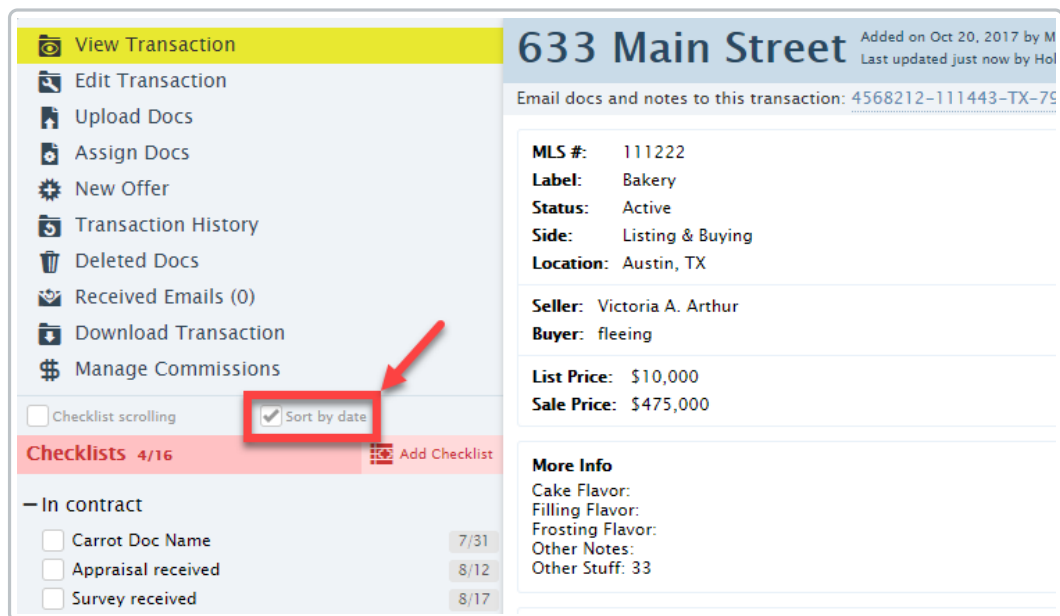 View Transaction
Edit Transaction
Upload Docs
Assign Docs
New Offer
Transaction History
Deleted Docs
Received Emails (0)
Download Transaction
Manage Commissions
Checklist scrolling
Sort by date
Checklists 4/16
Add Checklist
In contract
Carrot Doc Name 7/31
Appraisal received 8/12
Survey received 8/17
633 Main Street
Added on Oct 20, 2017 by M
Last updated just now by Hol
Email docs and notes to this transaction: 4568212-111443-TX-79
MLS #: 111222
Label: Bakery
Status: Active
Side: Listing & Buying
Location: Austin, TX
Seller: Victoria A. Arthur
Buyer: fleeing
List Price: $10,000
Sale Price: $475,000
More Info
Cake Flavor:
Filling Flavor:
Frosting Flavor:
Other Notes:
Other Stuff: 33